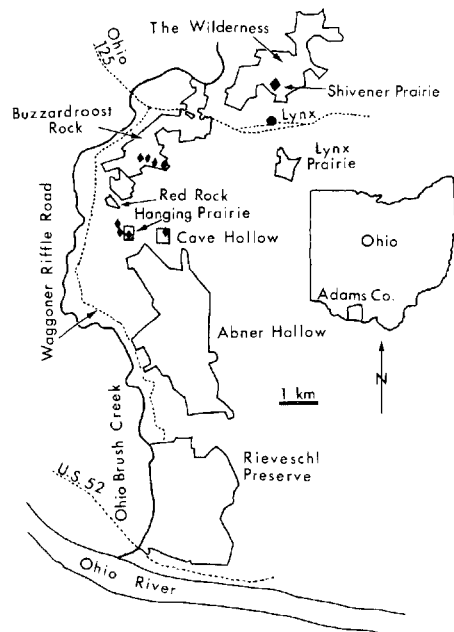 The Wilderness
Ohio
125
Shivener Prairie
Buzzardroost
Rock
Lynx
Lynx
Prairie
Red Rock
Hanging Prairie
Cave Hollow
Waggoner Riffle Road
Ohio
Adams Co.
Abner Hollow
N
1 km
Ohio Brush Creek
Rieveschl
Preserve
U.S. 52
Ohio River